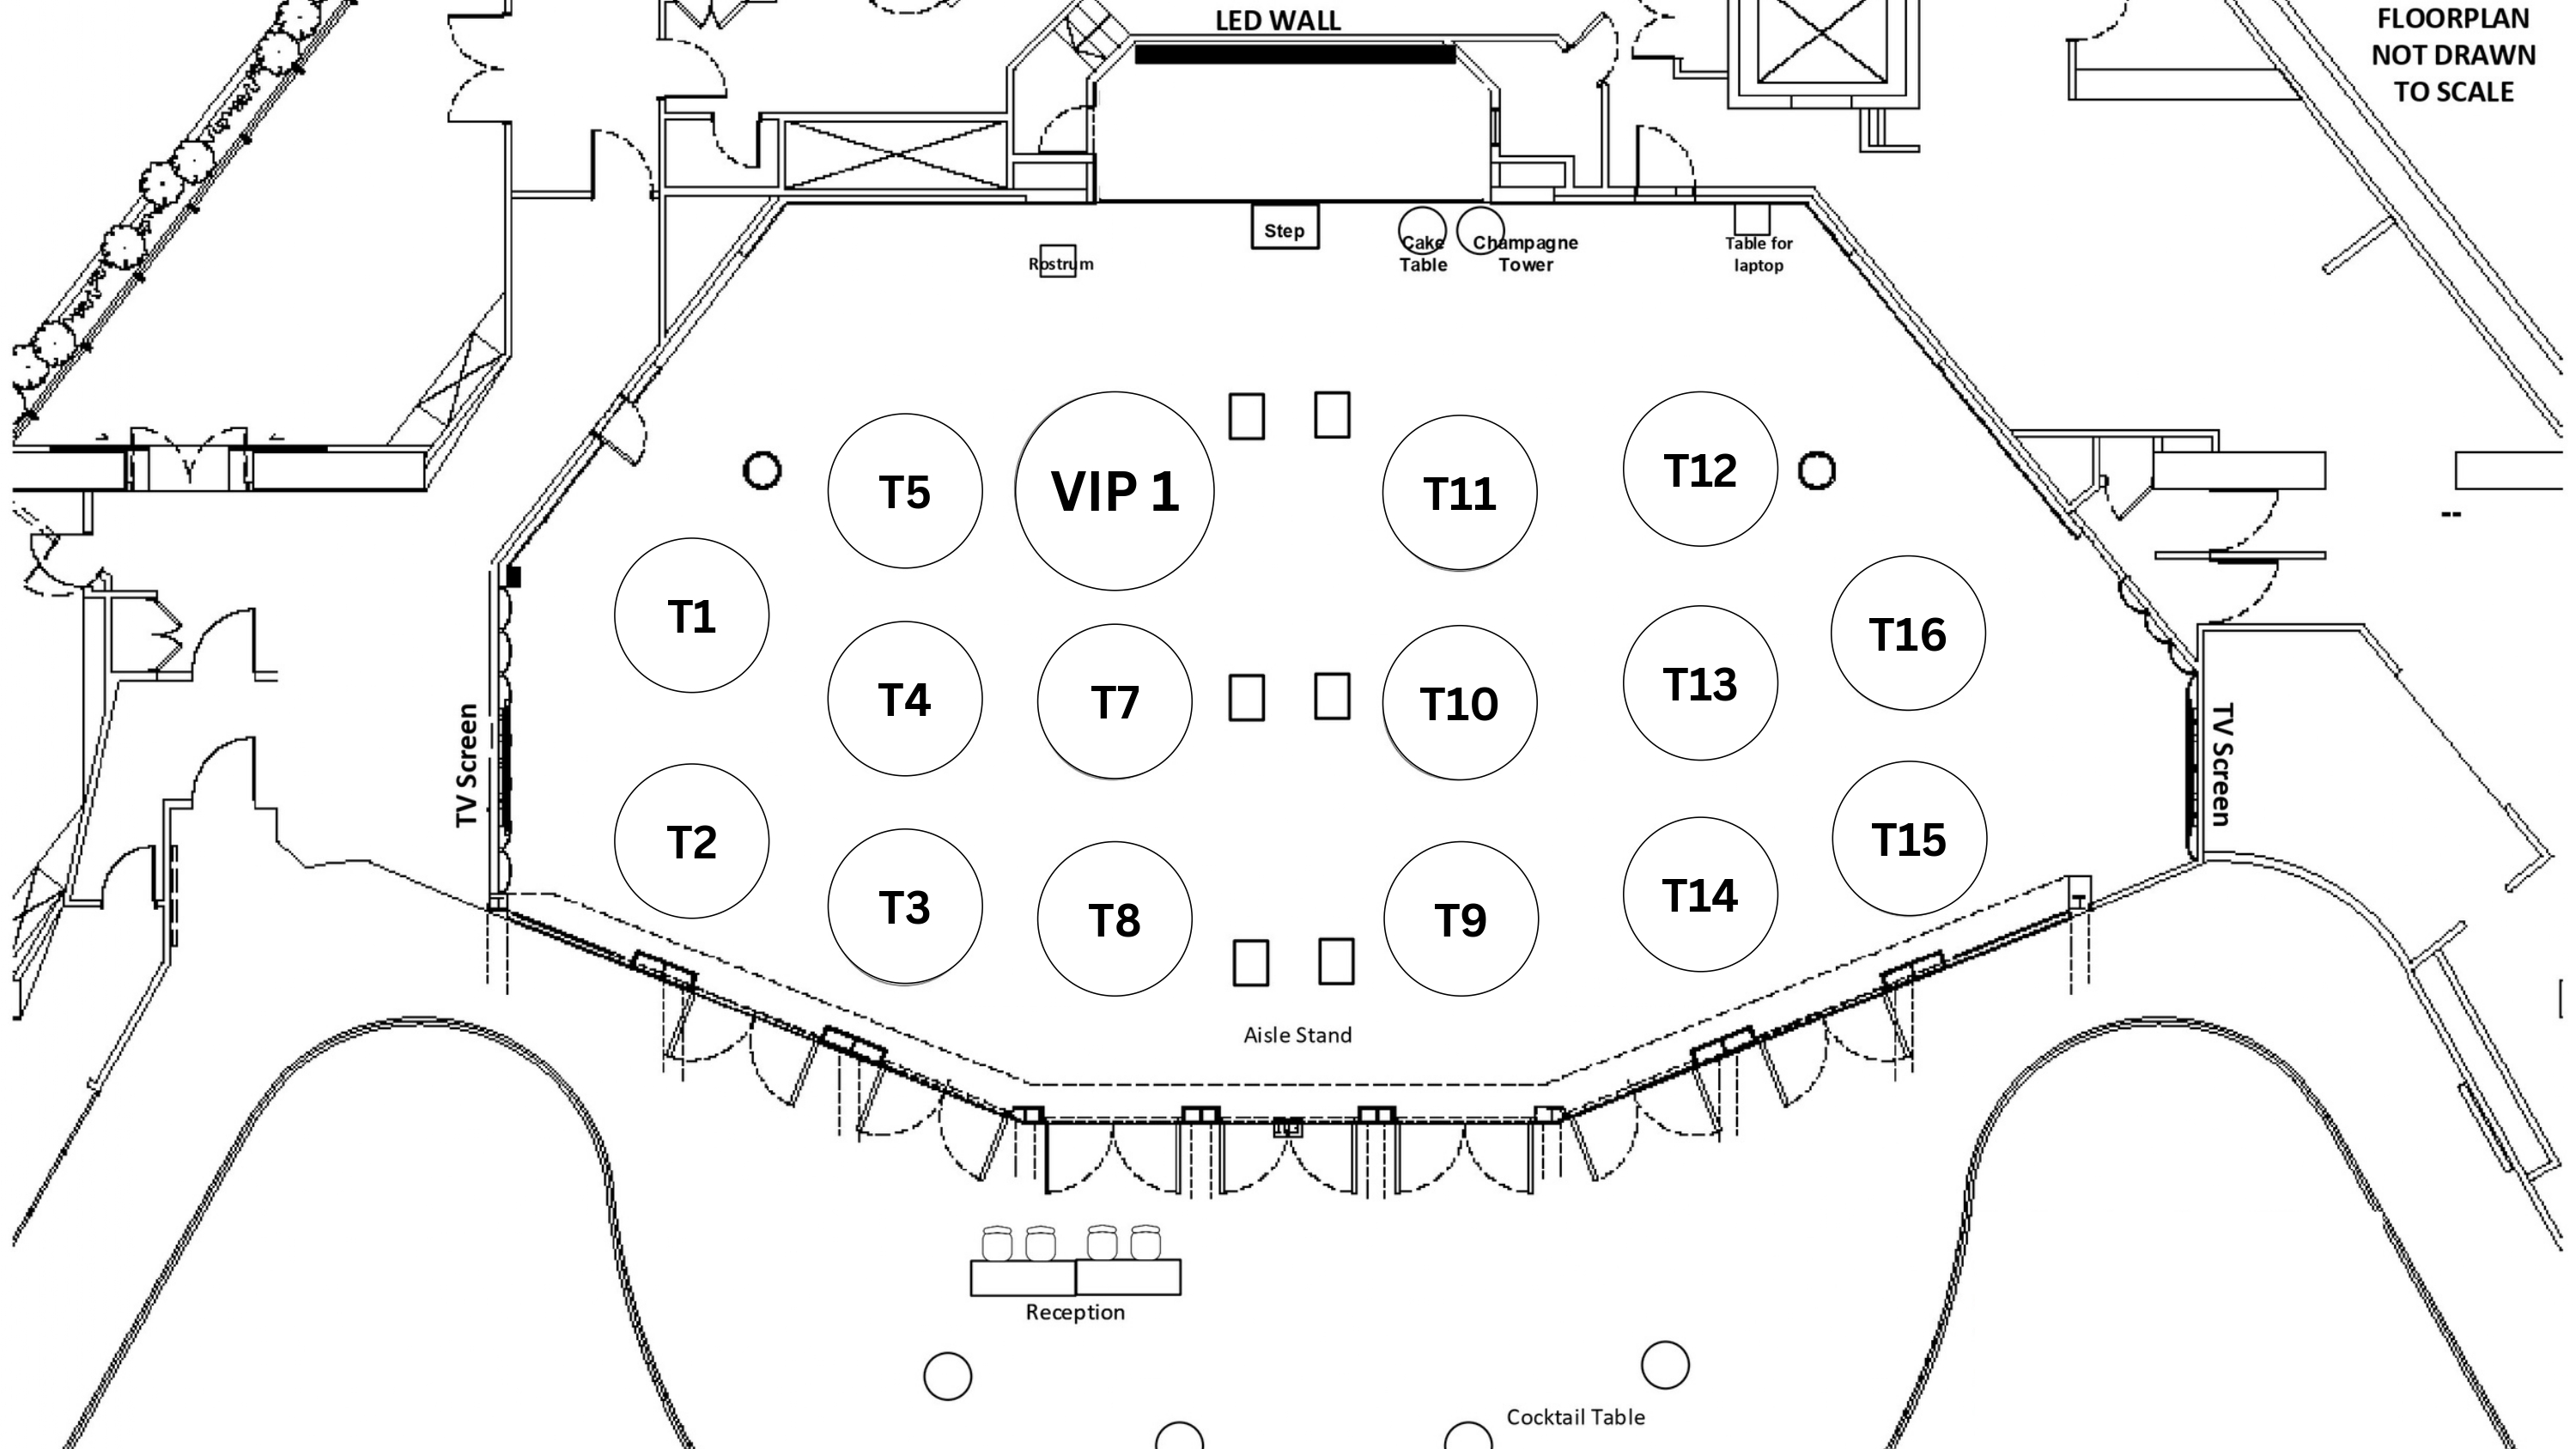 LED WALL
FLOORPLAN
NOT DRAWN
TO SCALE
Step
Rostrum
Cake
Table
Champagne
Tower
Table for
laptop
T5
VIP 1
T11
T12
T1
T16
T4
T7
T10
T13
TV Screen
TV Screen
T2
T15
T3
T8
T9
T14
Aisle Stand
Reception
Cocktail Table